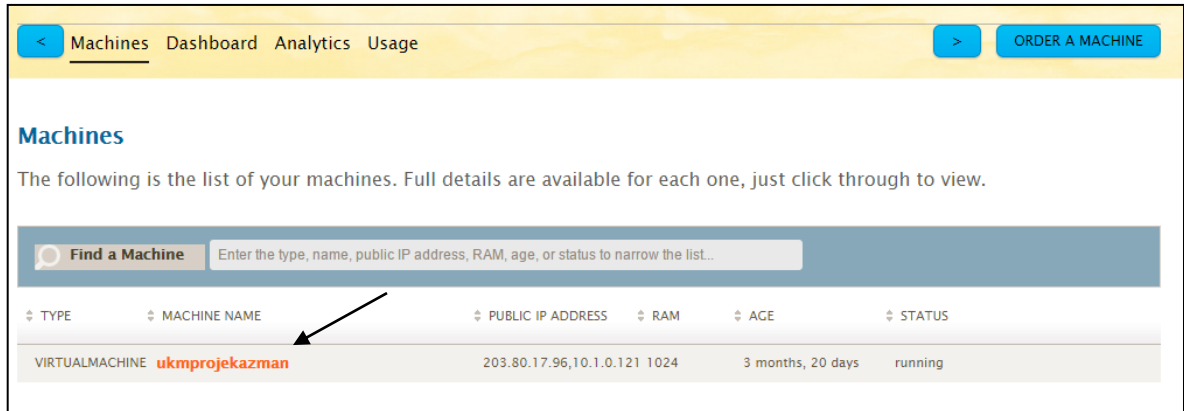 < Machines Dashboard Analytics Usage > ORDER A MACHINE
Machines
The following is the list of your machines. Full details are available for each one, just click through to view.
Find a Machine Enter the type, name, public IP address, RAM, age, or status to narrow the list...
TYPE MACHINE NAME PUBLIC IP ADDRESS RAM AGE STATUS
VIRTUALMACHINE ukmprojekazman 203.80.17.96,10.1.0.121 1024 3 months, 20 days running